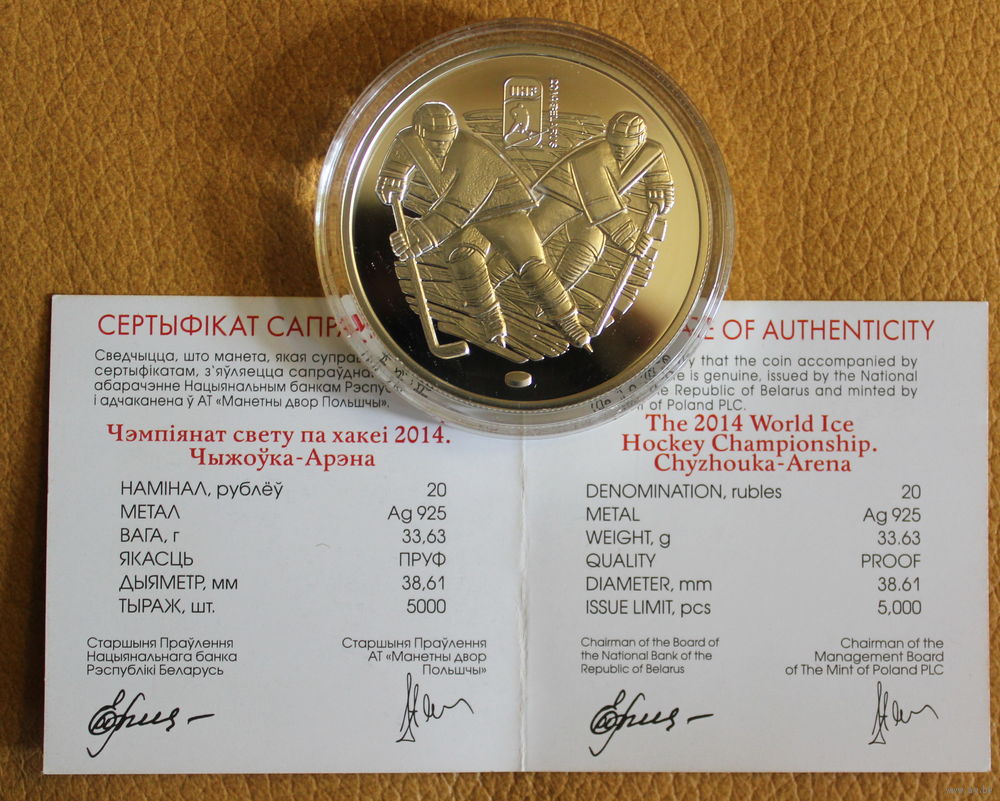 IIHF
СЕРТЫФІКАТ
Сведчыцца, што манета, якая
сертыфікатам, з'яўляецца
абарачэнне Нацыянальным банкам
і адчаканена ў АТ «Манетны двор Польшчы».
Чэмпіянат свету па хакеі 2014.
Чыжоўка-Арэна
НАМІНАЛ, рублёў 20
МЕТАЛ Ag 925
ВАГА, г 33,63
ЯКАСЦЬ ПРУФ
ДЫЯМЕТР, мм 38,61
ТЫРАЖ, шт. 5000
Старшыня Праўлення
Нацыянальнага банка
Рэспублікі Беларусь
Старшыня Праўлення
АТ «Манетны двор
Польшчы»
OF AUTHENTICITY
that the coin accompanied by
is genuine, issued by the National
Republic of Belarus and minted by
of Poland PLC.
The 2014 World Ice
Hockey Championship.
Chyzhouka-Arena
DENOMINATION, rubles 20
METAL Ag 925
WEIGHT, g 33.63
QUALITY PROOF
DIAMETER, mm 38.61
ISSUE LIMIT, pcs 5,000
Chairman of the Board of
the National Bank of the
Republic of Belarus
Chairman of the
Management Board
of The Mint of Poland PLC